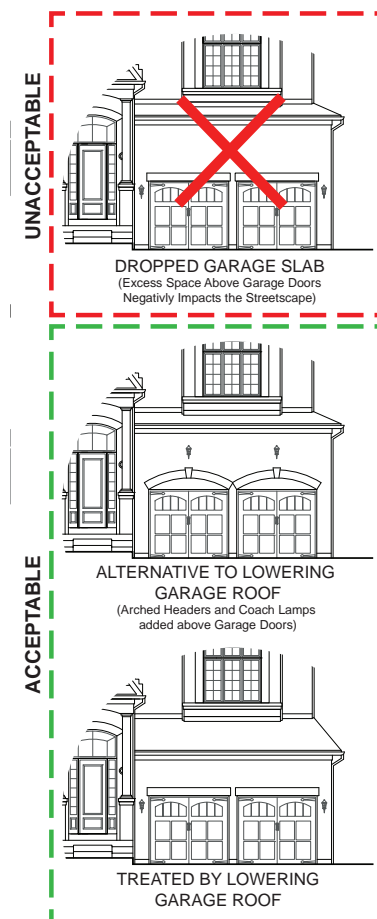 UNACCEPTABLE
DROPPED GARAGE SLAB
(Excess Space Above Garage Doors
Negativly Impacts the Streetscape)
ACCEPTABLE
ALTERNATIVE TO LOWERING
GARAGE ROOF
(Arched Headers and Coach Lamps
added above Garage Doors)
TREATED BY LOWERING
GARAGE ROOF